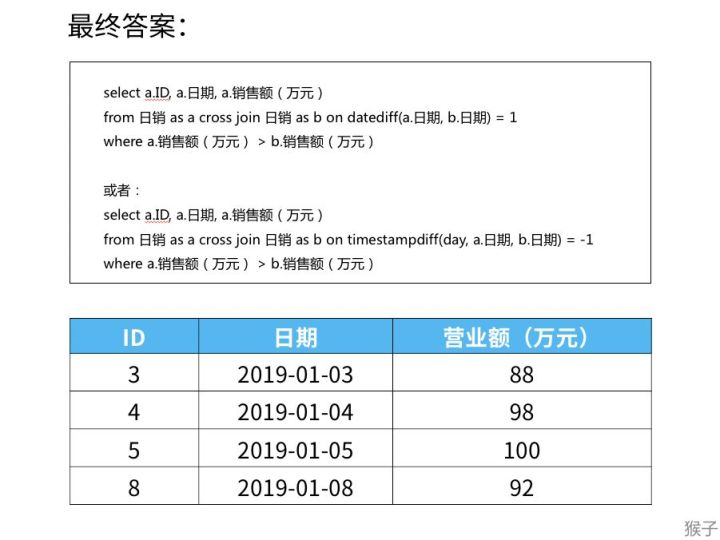 最终答案：
select a.ID, a.日期, a.销售额（万元）
from 日销 as a cross join 日销 as b on datediff(a.日期, b.日期) = 1
where a.销售额（万元） > b.销售额（万元）
或者：
select a.ID, a.日期, a.销售额（万元）
from 日销 as a cross join 日销 as b on timestampdiff(day, a.日期, b.日期) = -1
where a.销售额（万元） > b.销售额（万元）
ID 日期 营业额（万元）
3 2019-01-03 88
4 2019-01-04 98
5 2019-01-05 100
8 2019-01-08 92
猴子